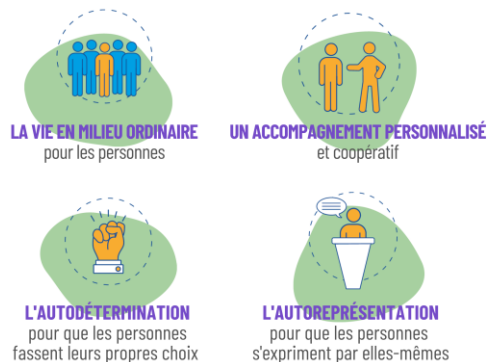 LA VIE EN MILIEU ORDINAIRE
pour les personnes
UN ACCOMPAGNEMENT PERSONNALISÉ
et coopératif
L'AUTODÉTERMINATION
pour que les personnes
fassent leurs propres choix
L'AUTOREPRÉSENTATION
pour que les personnes
s'expriment par elles-mêmes